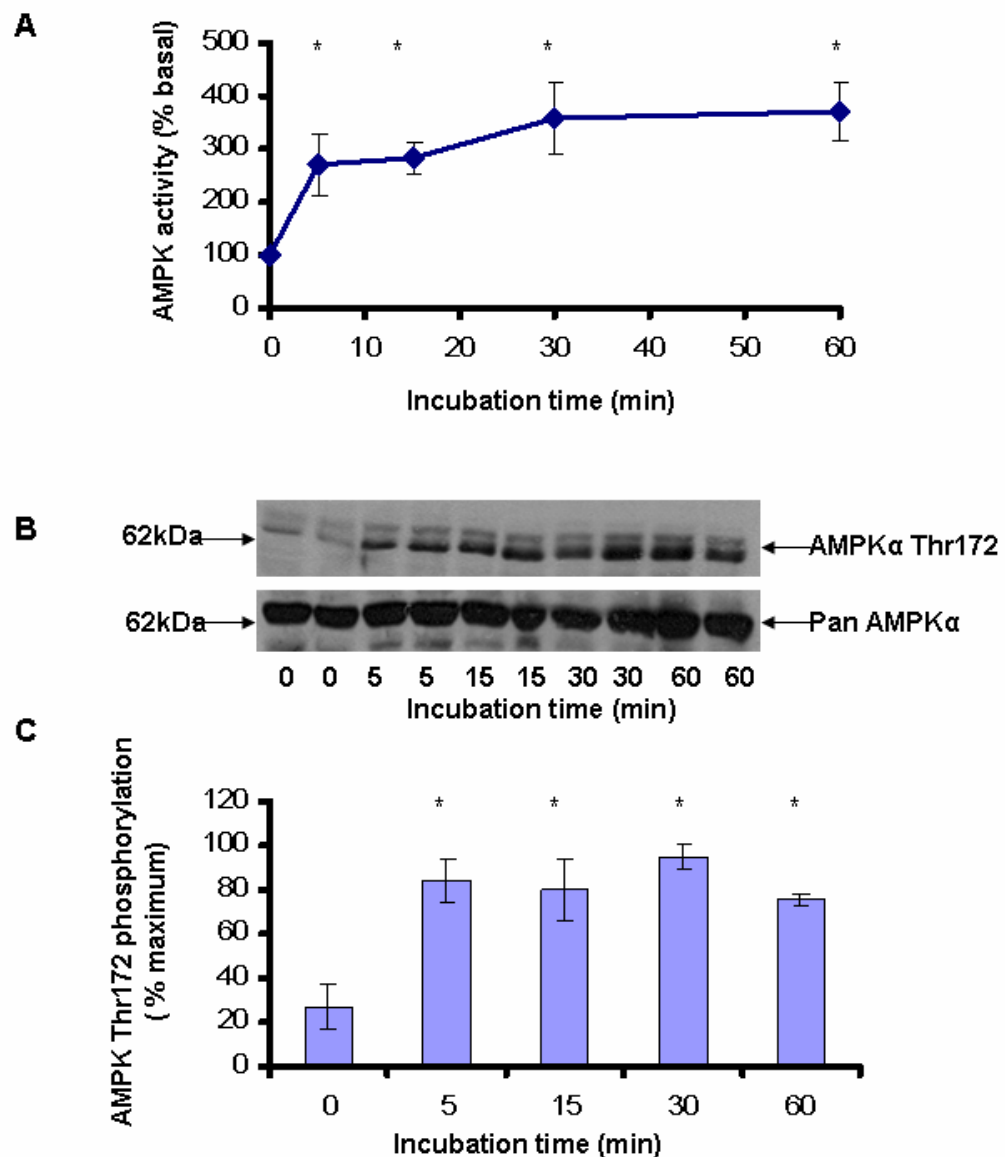 A
* * * *
500
400
300
200
100
0
AMPK activity (% basal)
0 10 20 30 40 50 60
Incubation time (min)
B
62kDa
AMPKα Thr172
62kDa
Pan AMPKα
0 0 5 5 15 15 30 30 60 60
Incubation time (min)
C
* * * *
120
100
80
60
40
20
0
AMPK Thr172 phosphorylation
( % maximum)
0 5 15 30 60
Incubation time (min)